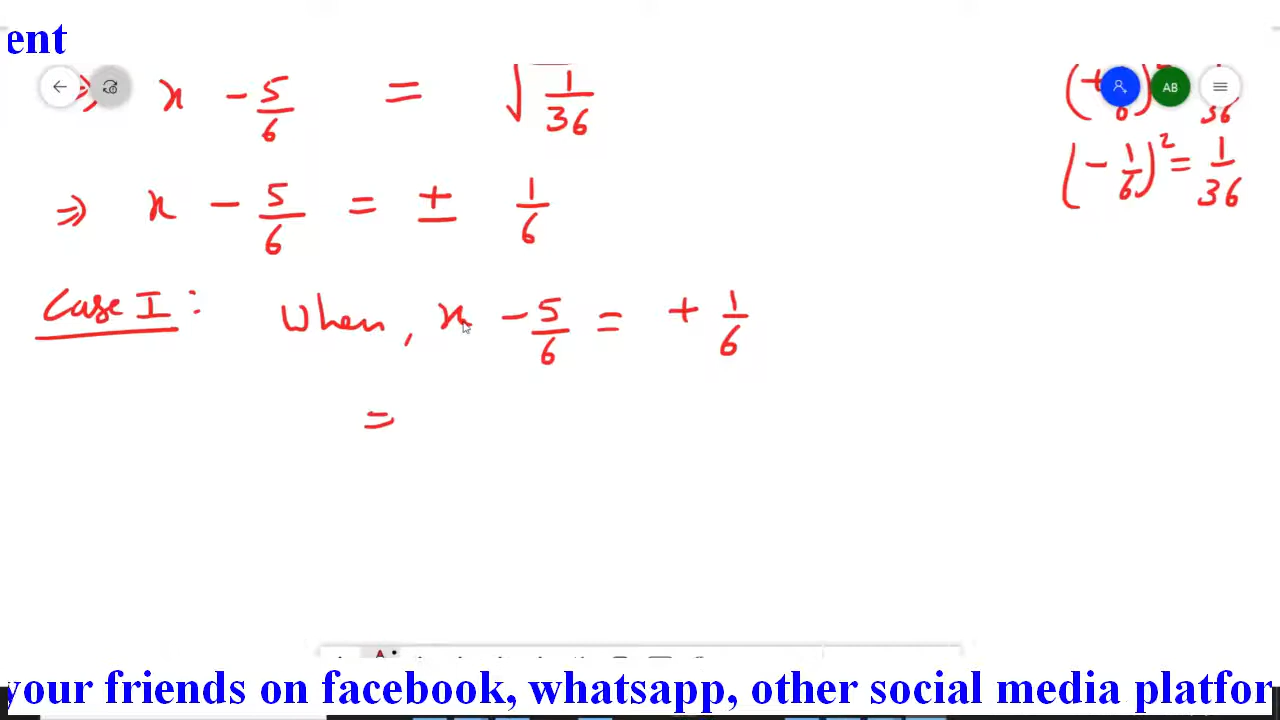 ent
⇒ x - 5/6 = √1/36
⇒ x - 5/6 = ± 1/6
(- 1/6)² = 1/36
AB
Case I : When, x - 5/6 = + 1/6
=
your friends on facebook, whatsapp, other social media platfor